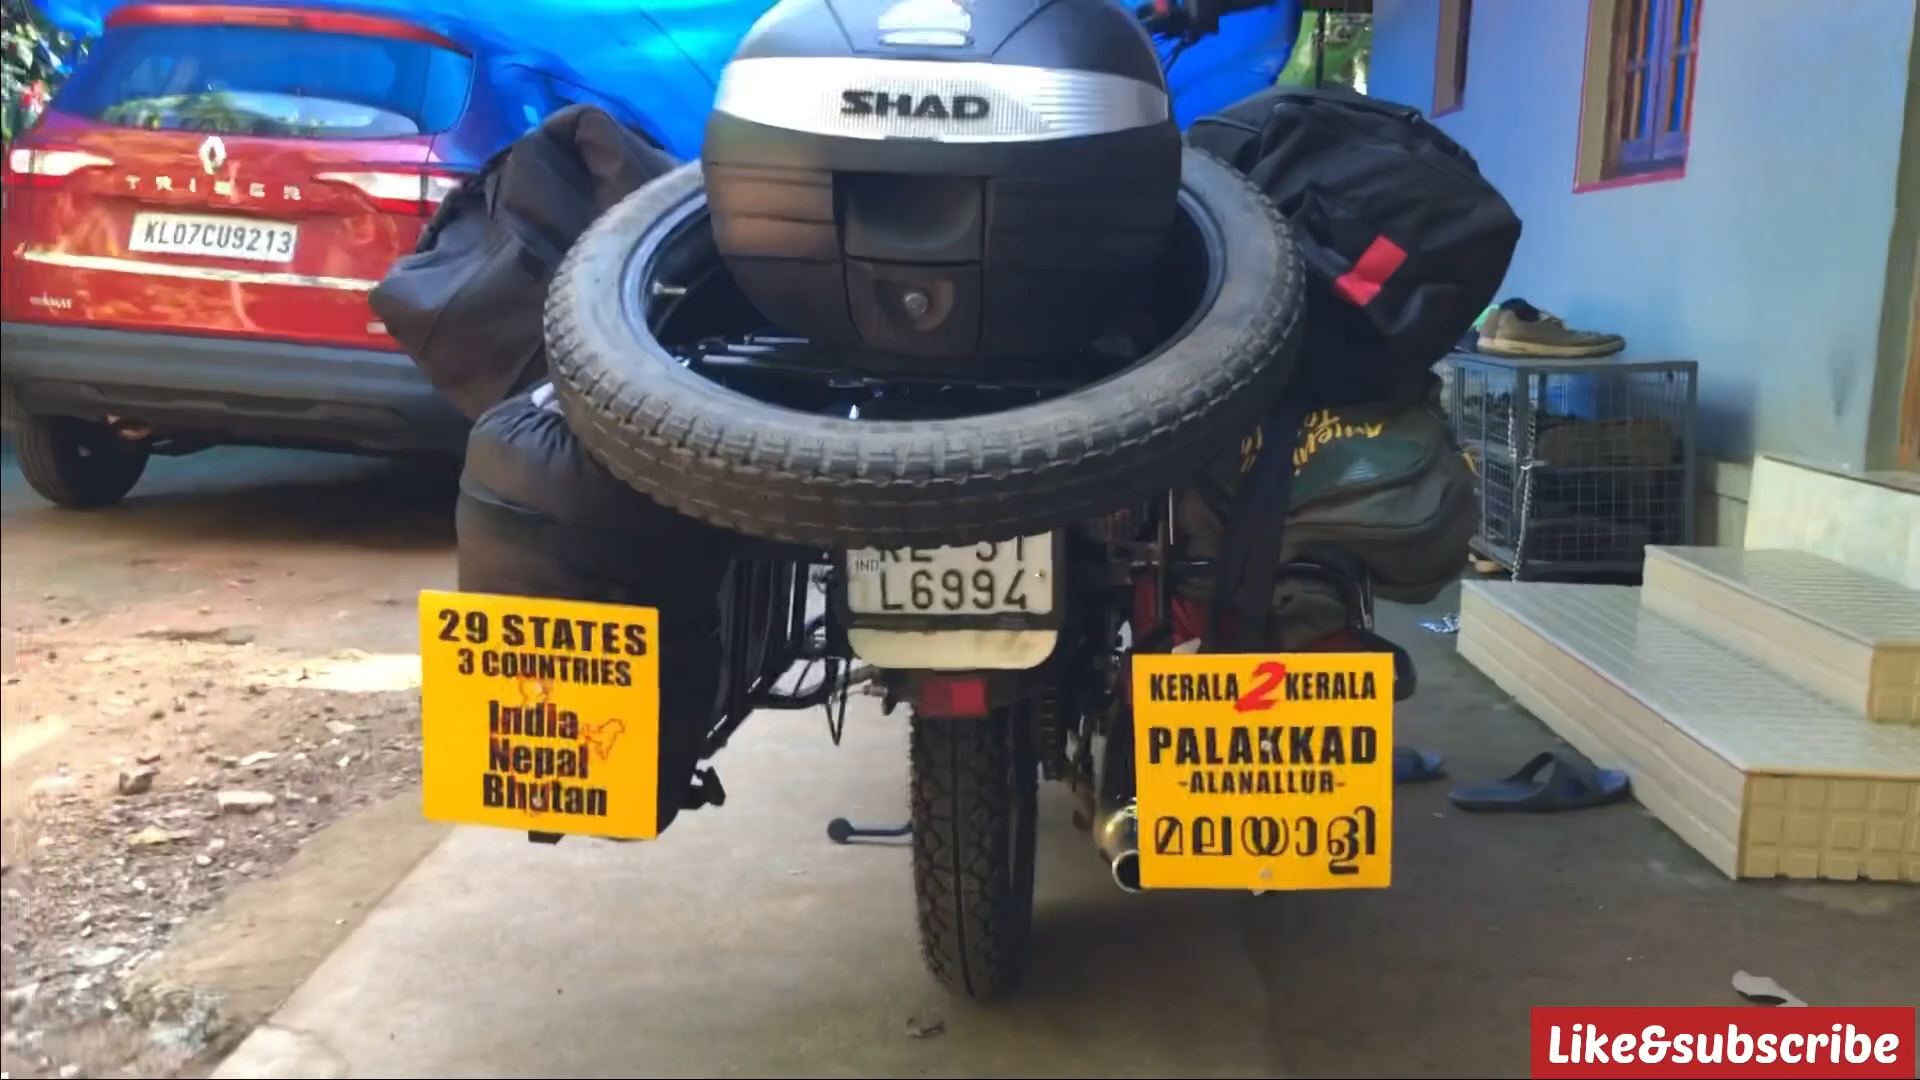 SHAD
TRIBER
KL07CU9213
IND
L6994
29 STATES
3 COUNTRIES
India
Nepal
Bhutan
KERALA 2 KERALA
PALAKKAD
-ALANALLUR-
മലയാളി
Like&subscribe